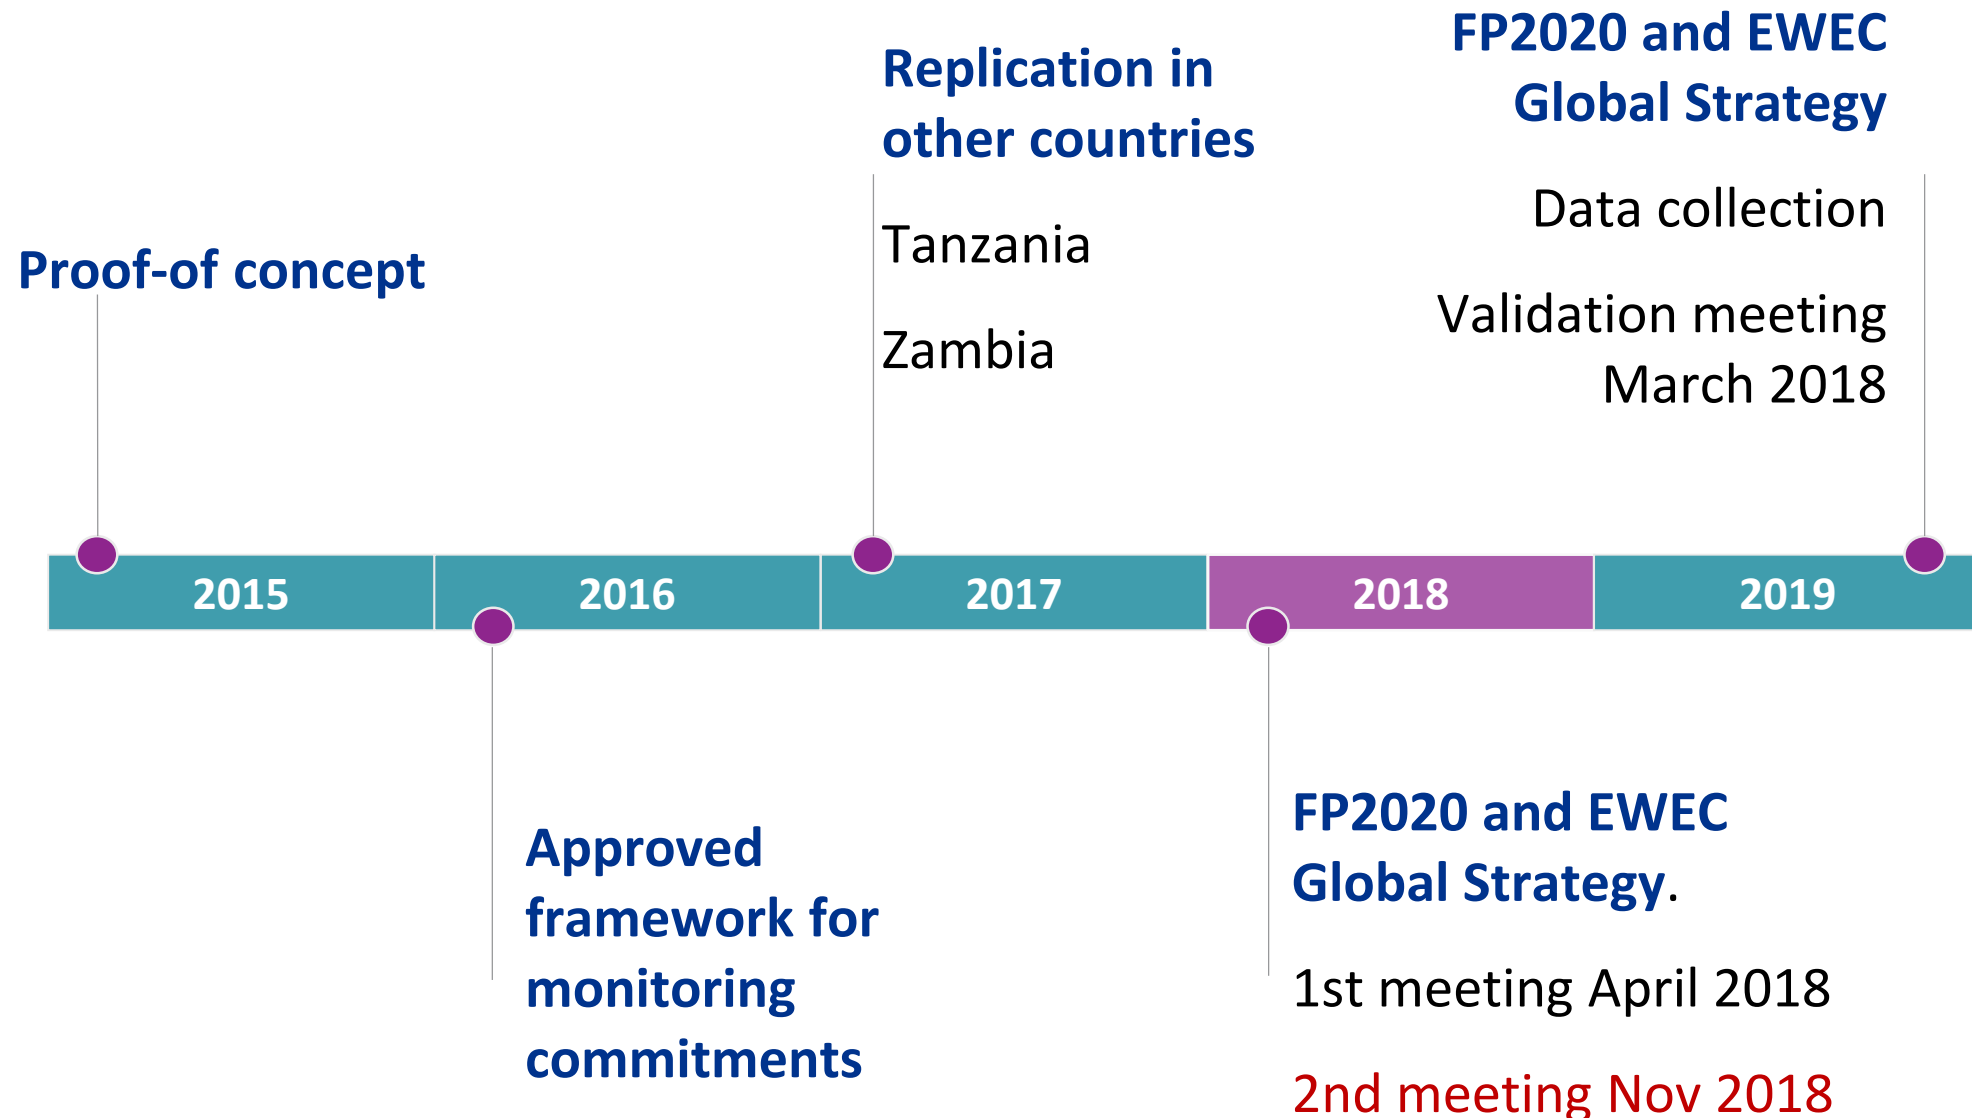 Proof-of concept
Replication in
other countries
Tanzania
Zambia
FP2020 and EWEC
Global Strategy
Data collection
Validation meeting
March 2018
2015
2016
2017
2018
2019
Approved
framework for
monitoring
commitments
FP2020 and EWEC
Global Strategy.
1st meeting April 2018
2nd meeting Nov 2018